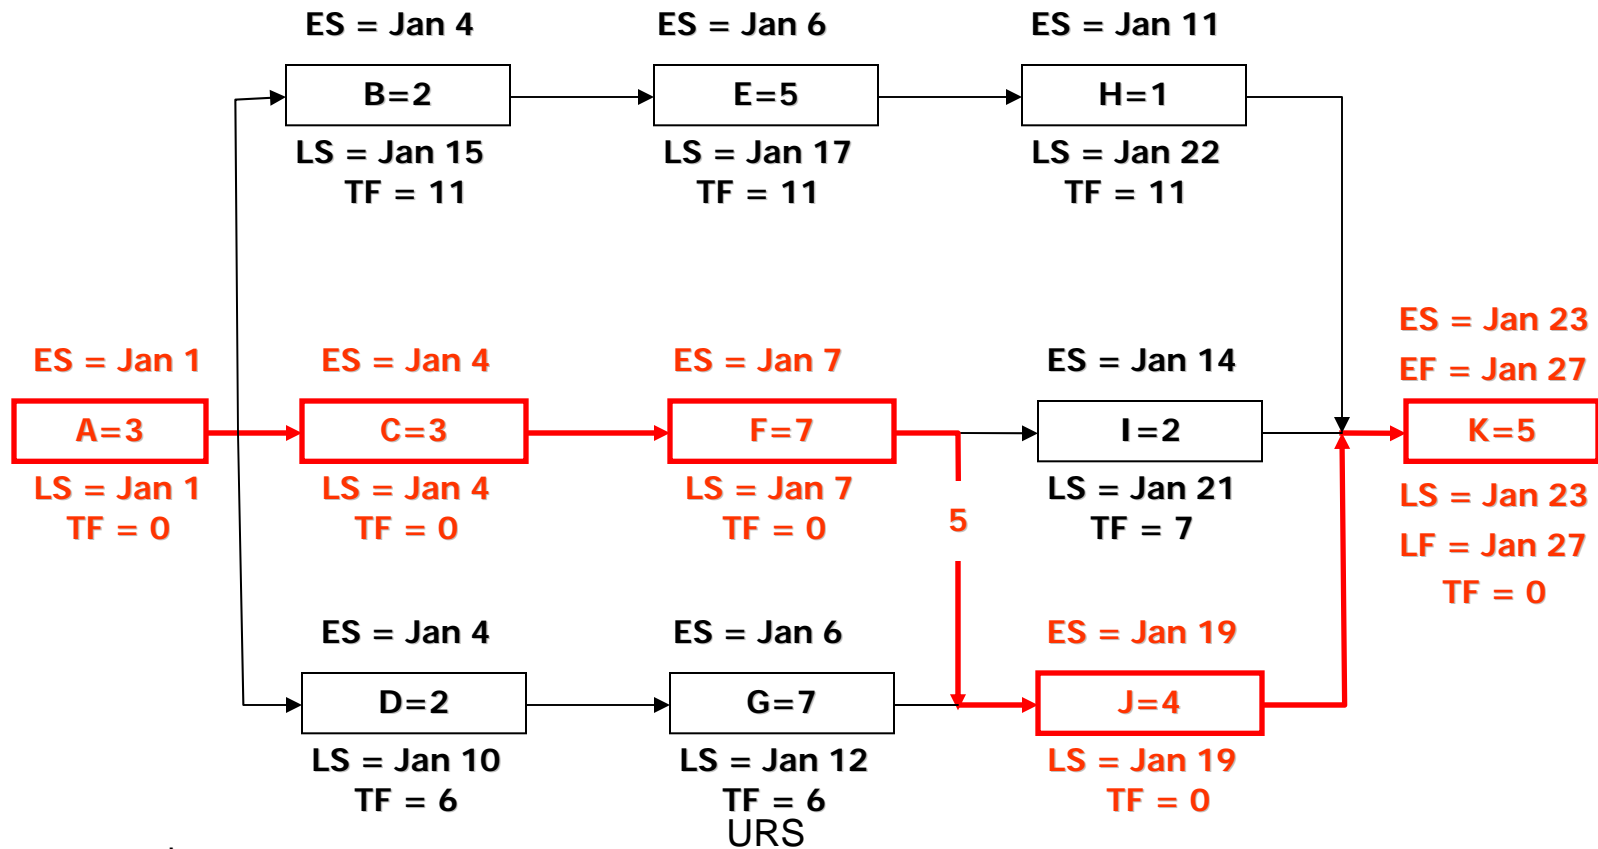 ES = Jan 4
ES = Jan 6
ES = Jan 11
B=2
E=5
H=1
LS = Jan 15
TF = 11
LS = Jan 17
TF = 11
LS = Jan 22
TF = 11
ES = Jan 1
A=3
LS = Jan 1
TF = 0
ES = Jan 4
C=3
LS = Jan 4
TF = 0
ES = Jan 7
F=7
LS = Jan 7
TF = 0
5
ES = Jan 14
I=2
LS = Jan 21
TF = 7
ES = Jan 23
EF = Jan 27
K=5
LS = Jan 23
LF = Jan 27
TF = 0
ES = Jan 4
D=2
LS = Jan 10
TF = 6
ES = Jan 6
G=7
LS = Jan 12
TF = 6
ES = Jan 19
J=4
LS = Jan 19
TF = 0
URS